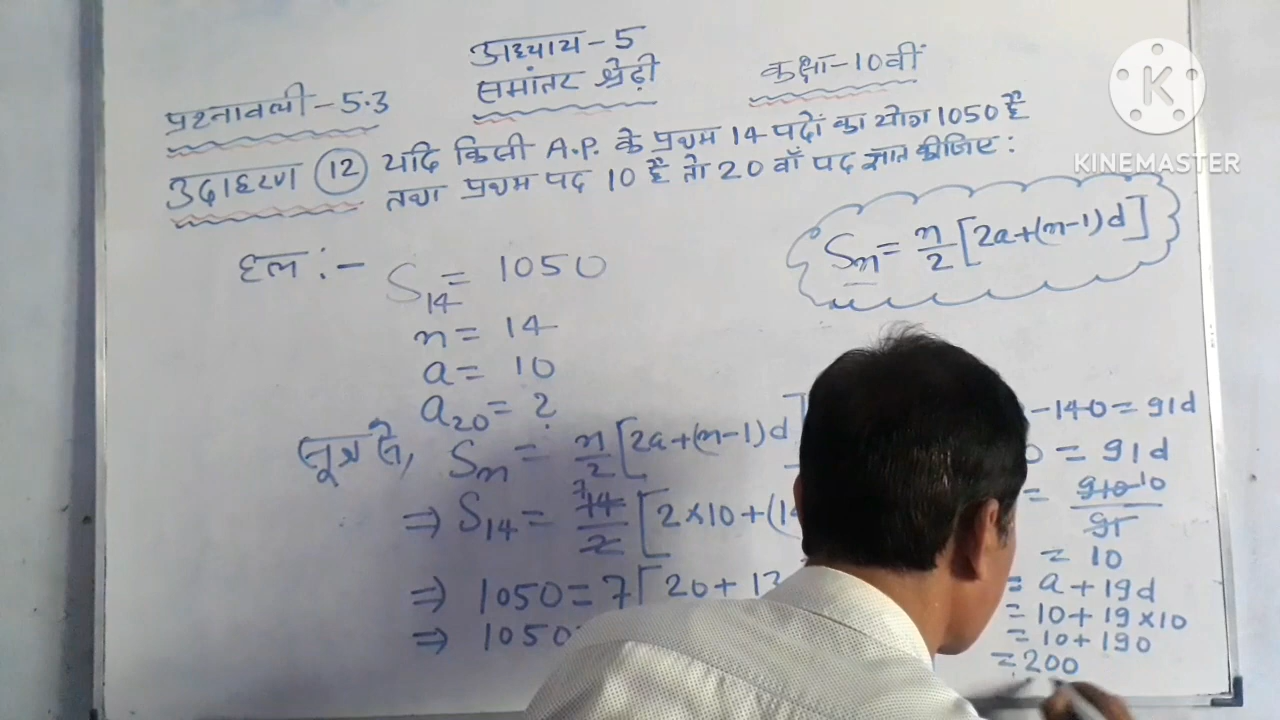 अध्याय-5
समांतर श्रेढ़ी
कक्षा-10वीं
प्रश्नावली-5.3
उदाहरण 12 यदि किसी A.P. के प्रथम 14 पदों का योग 1050 है
तथा प्रथम पद 10 है तो 20 वाँ पद ज्ञात कीजिए:
Sn = n/2 [2a+(n-1)d]
हल:- S14 = 1050
n = 14
a = 10
a20 = ?
सूत्र से, Sn = n/2 [2a+(n-1)d]
⇒ S14 = 14/2 [2×10+(14
⇒ 1050 = 7[20+13
⇒ 1050=
-140=91d
0 = 91d
= 910 10/91
= 10
= a+19d
= 10+19×10
= 10+190
= 200
K
KINEMASTER